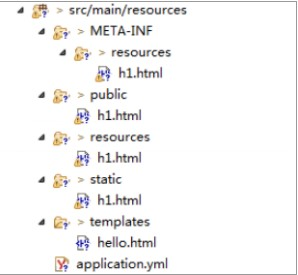 > src/main/resources
> META-INF
> resources
h1.html
> public
h1.html
> resources
h1.html
> static
h1.html
> templates
hello.html
application.yml